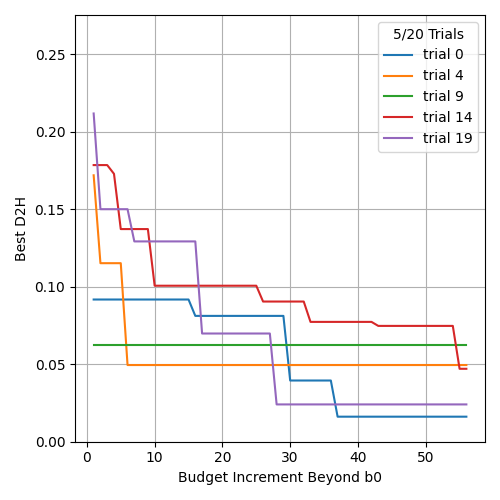 5/20 Trials
trial 0
trial 4
trial 9
trial 14
trial 19
Best D2H
0.25
0.20
0.15
0.10
0.05
0.00
0 10 20 30 40 50
Budget Increment Beyond b0